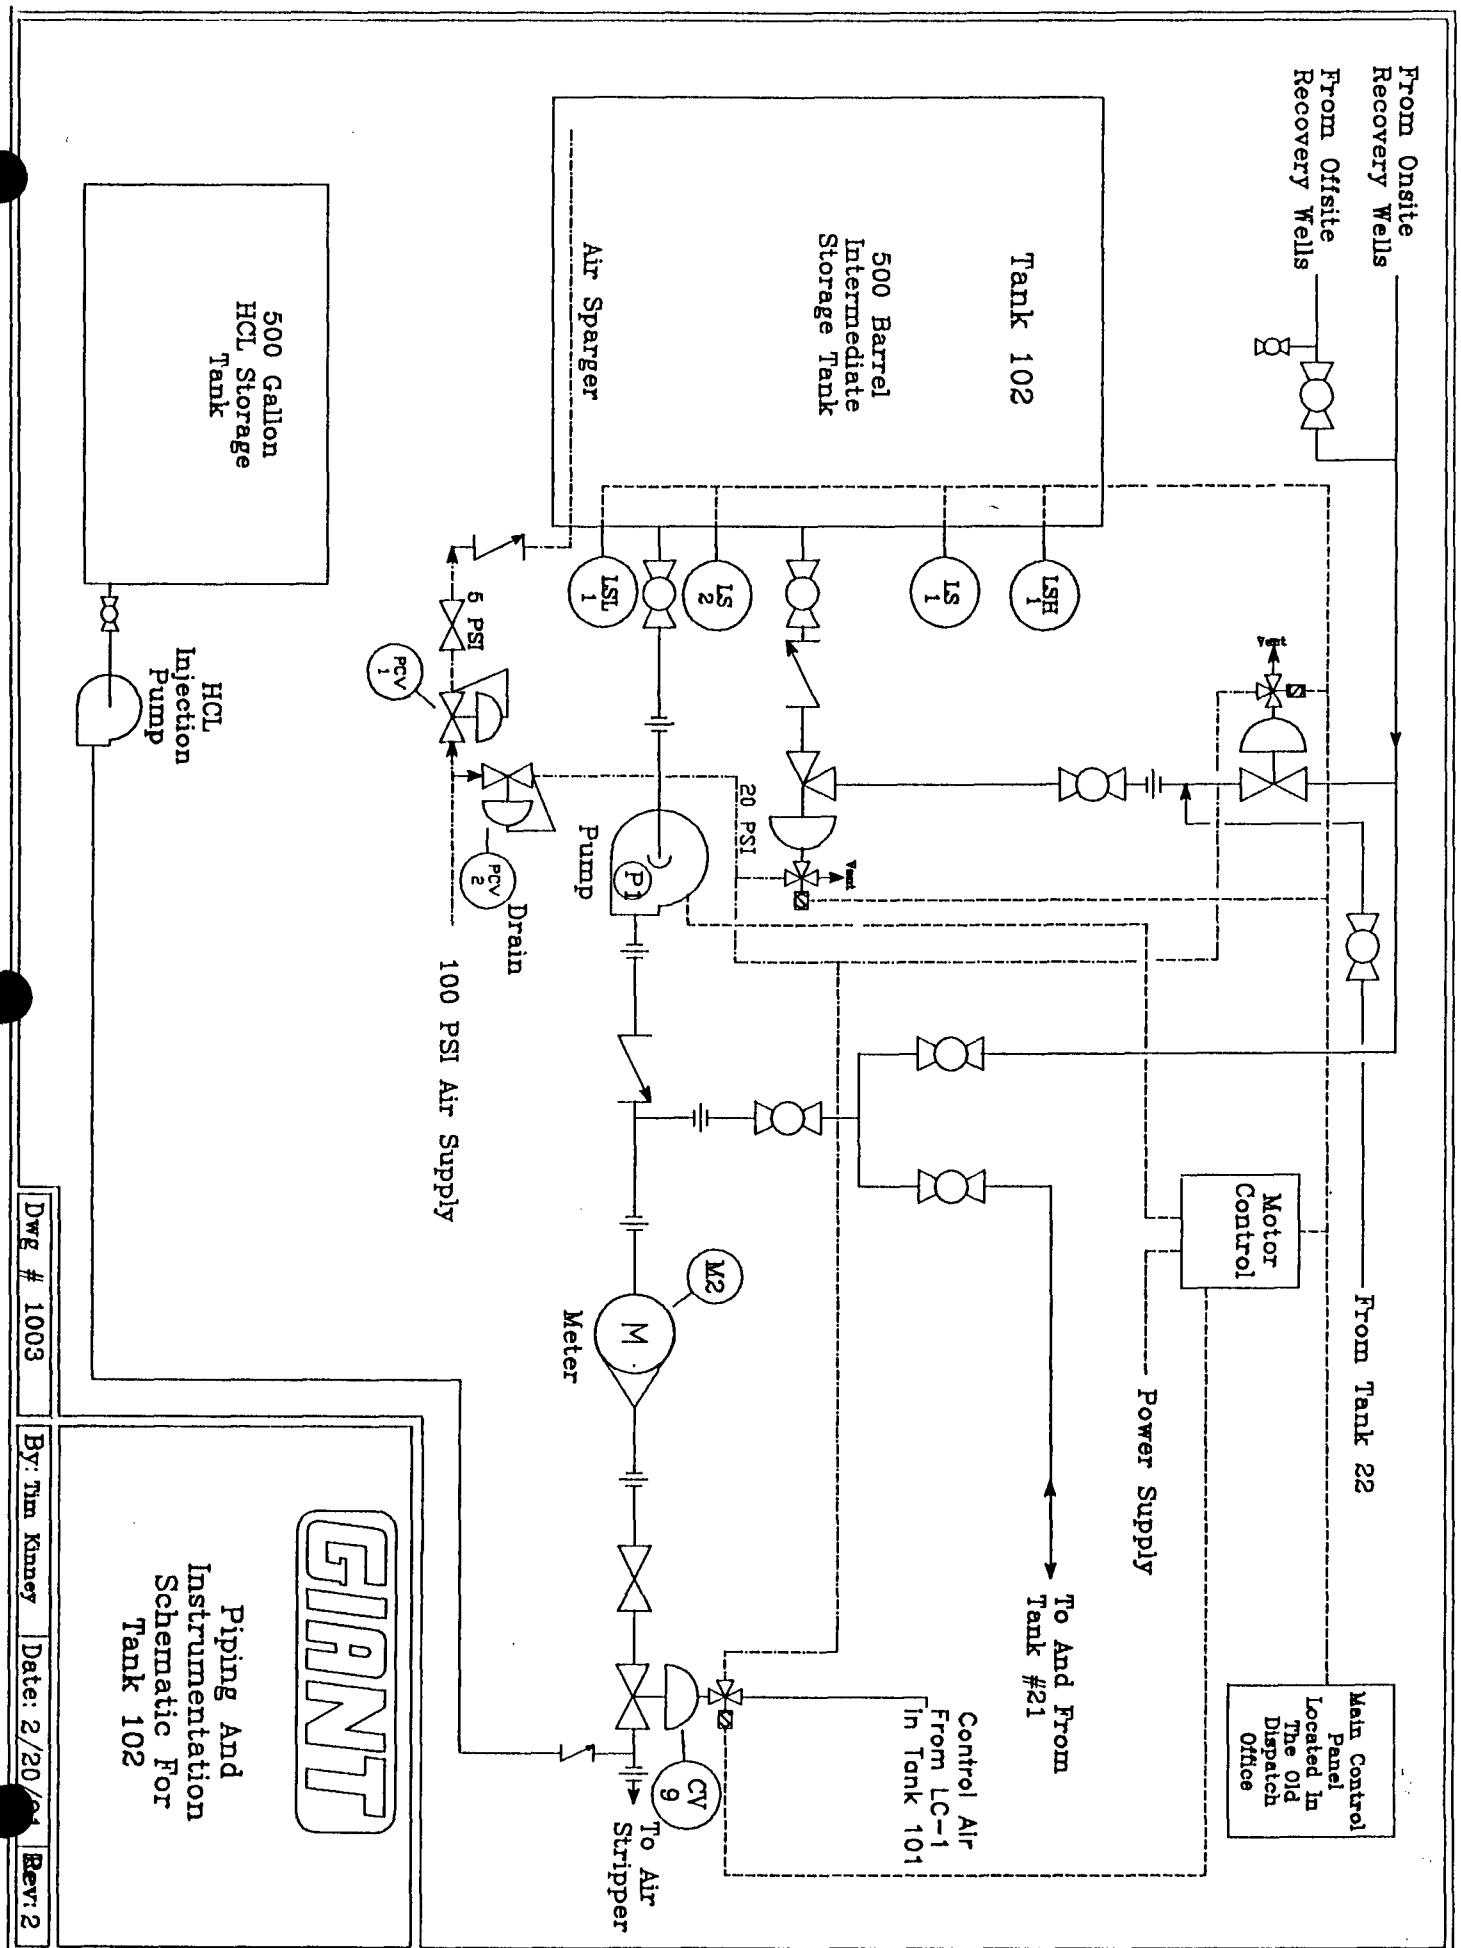 From Onsite
Recovery Wells
From Offsite
Recovery Wells
Tank 102
500 Barrel
Intermediate
Storage Tank
Air Sparger
500 Gallon
HCL Storage
Tank
LSH
1
LS
1
LS
2
LSL
1
Vent
Vent
5 PSI
PCV
1
PCV
2
Drain
20 PSI
HCL
Injection
Pump
P1
Pump
100 PSI Air Supply
Motor
Control
From Tank 22
Power Supply
To And From
Tank #21
M2
M
Meter
Main Control
Panel
Located In
The Old
Dispatch
Office
Control Air
From LC-1
in Tank 101
CV
9
To Air
Stripper
GIANT
Piping And
Instrumentation
Schematic For
Tank 102
Dwg # 1003
By: Tim Kinney
Date: 2/20/
Rev: 2